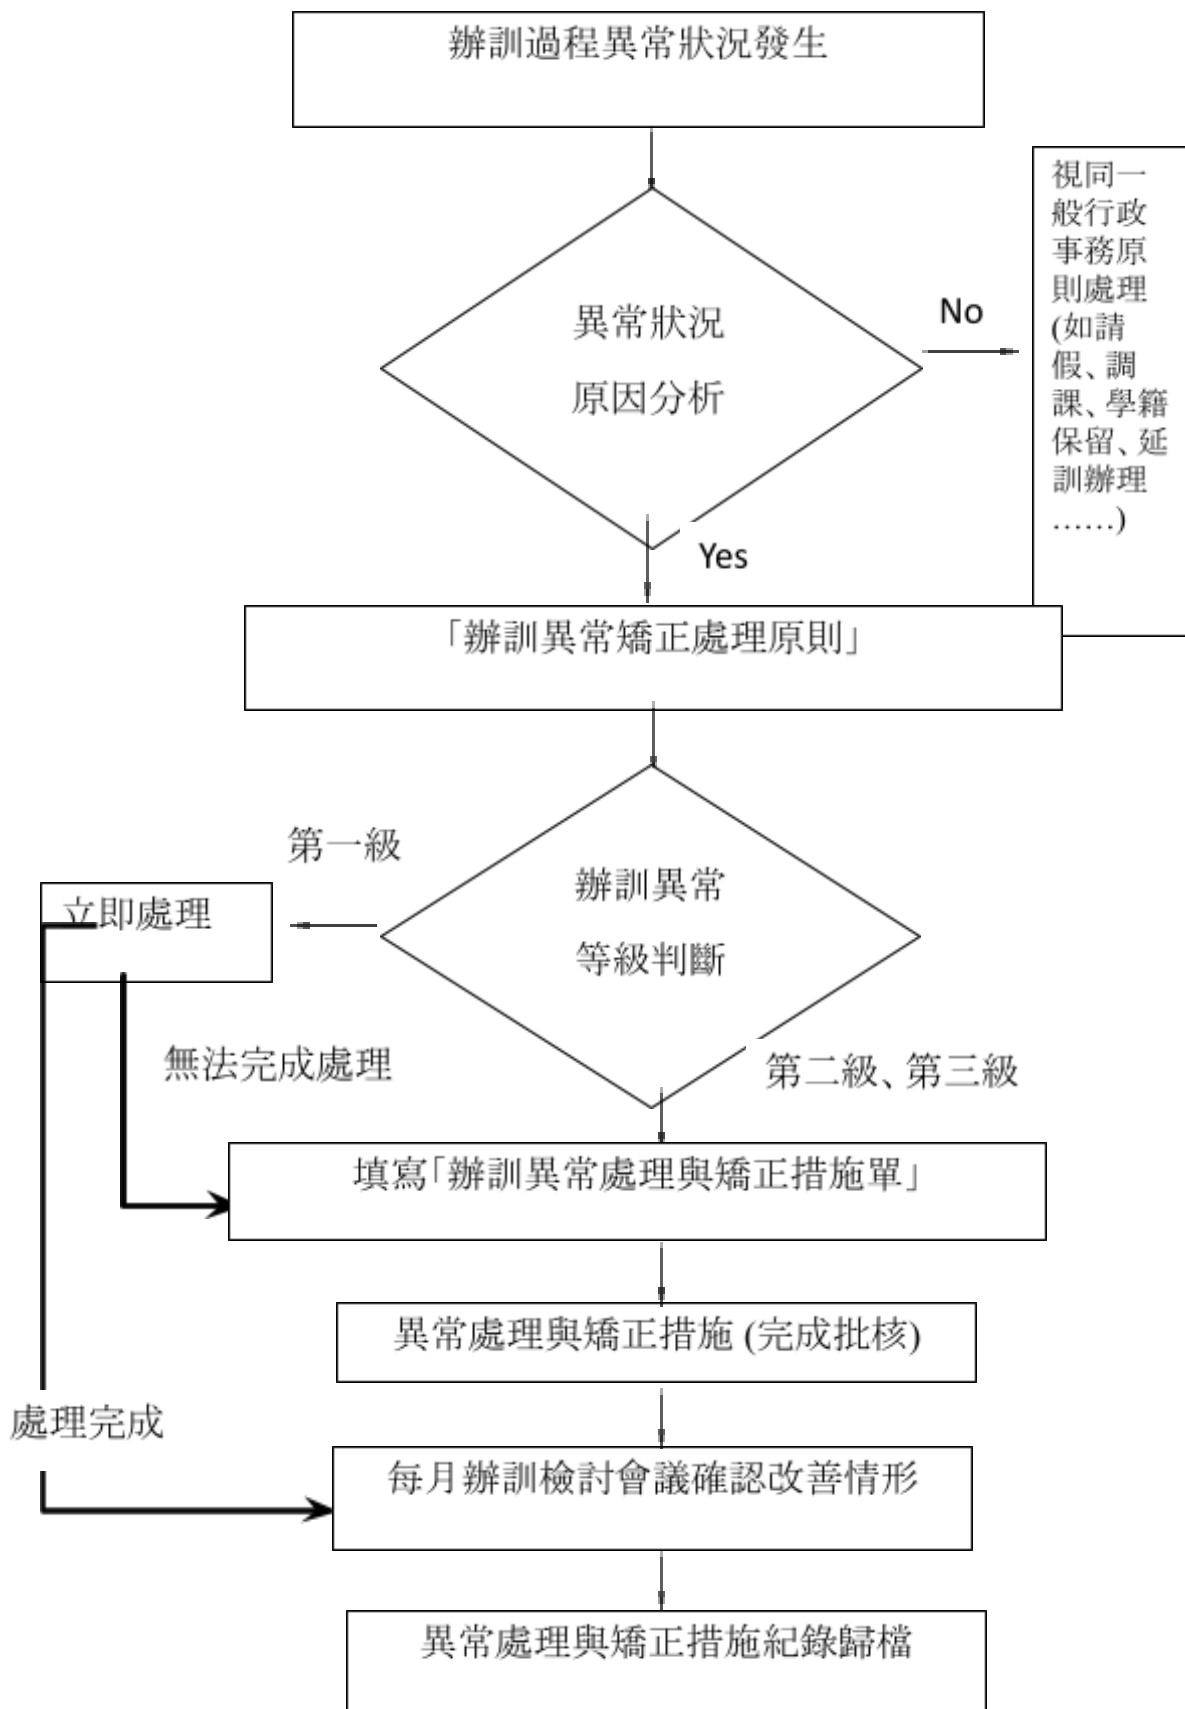 辦訓過程異常狀況發生
視同一
般行政
事務原
則處理
(如請
假、調
課、學籍
保留、延
訓辦理
……)
異常狀況
原因分析
No
Yes
「辦訓異常矯正處理原則」
第一級
辦訓異常
等級判斷
立即處理
無法完成處理
第二級、第三級
填寫「辦訓異常處理與矯正措施單」
異常處理與矯正措施 (完成批核)
處理完成
每月辦訓檢討會議確認改善情形
異常處理與矯正措施紀錄歸檔